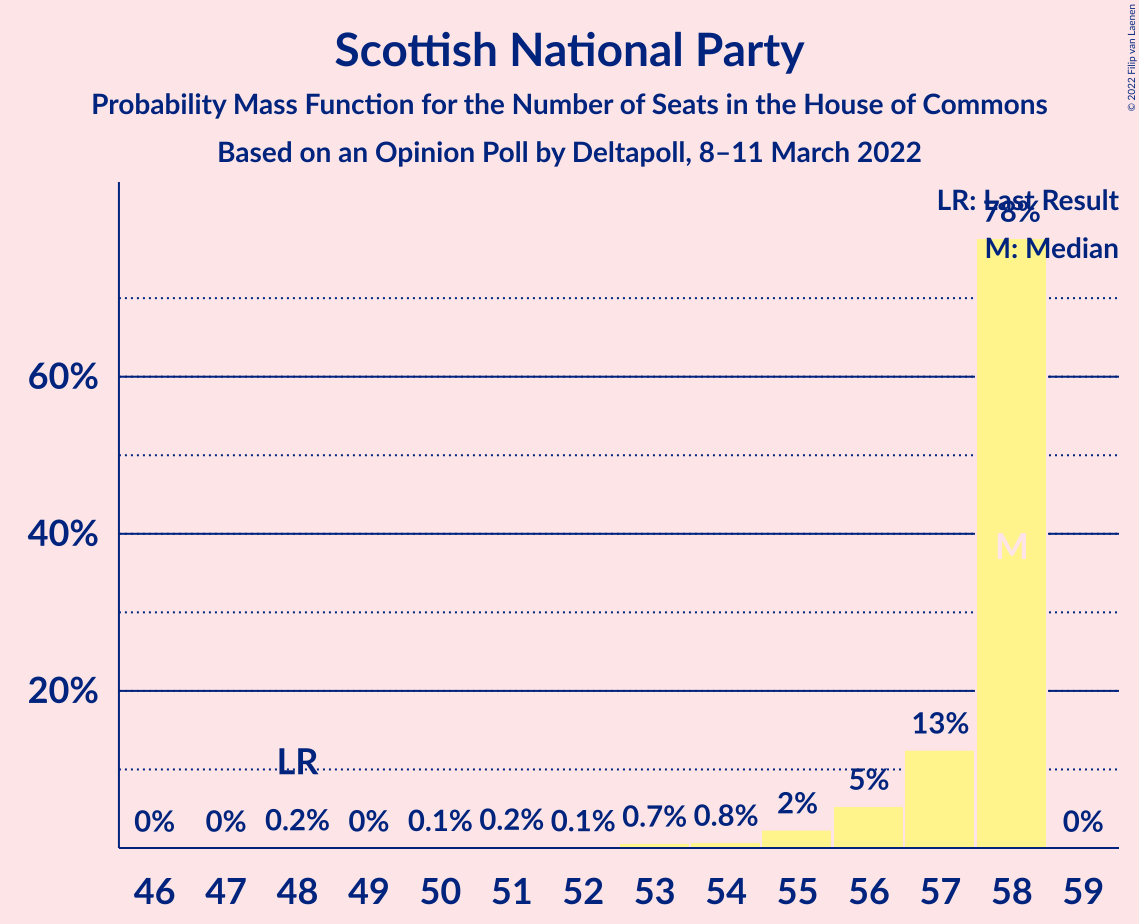 Scottish National Party
Probability Mass Function for the Number of Seats in the House of Commons
Based on an Opinion Poll by Deltapoll, 8–11 March 2022
© 2022 Filip van Laenen
LR: Last Result
78%
M: Median
60%
40%
M
20%
13%
LR
5%
2%
0% 0% 0.2% 0% 0.1% 0.2% 0.1% 0.7% 0.8% 0%
46 47 48 49 50 51 52 53 54 55 56 57 58 59